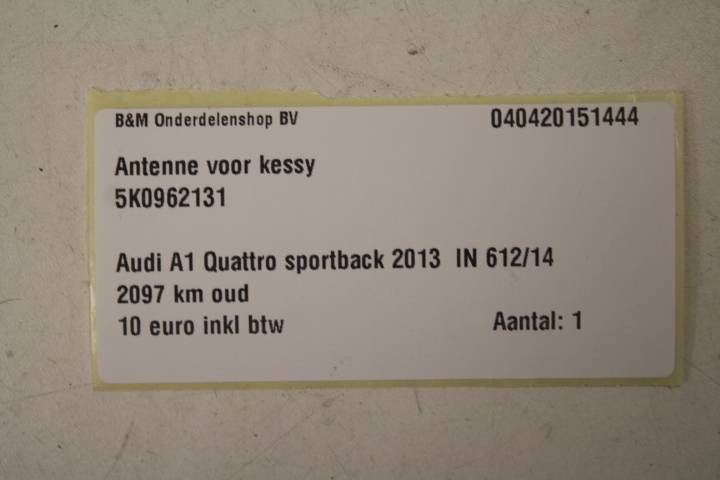 B&M Onderdelenshop BV 040420151444
Antenne voor kessy
5K0962131
Audi A1 Quattro sportback 2013 IN 612/14
2097 km oud
10 euro inkl btw Aantal: 1